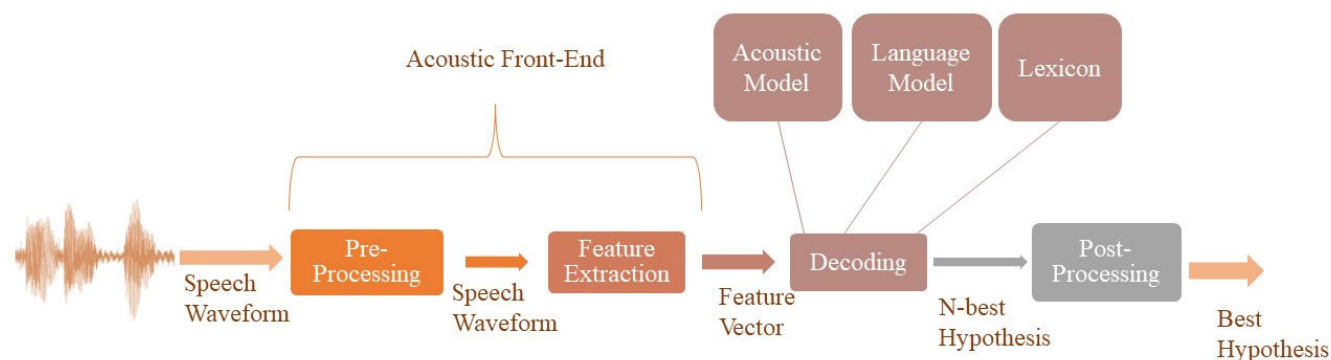 Acoustic Front-End
Acoustic
Model
Language
Model
Lexicon
Pre-
Processing
Feature
Extraction
Decoding
Post-
Processing
Speech
Waveform
Speech
Waveform
Feature
Vector
N-best
Hypothesis
Best
Hypothesis